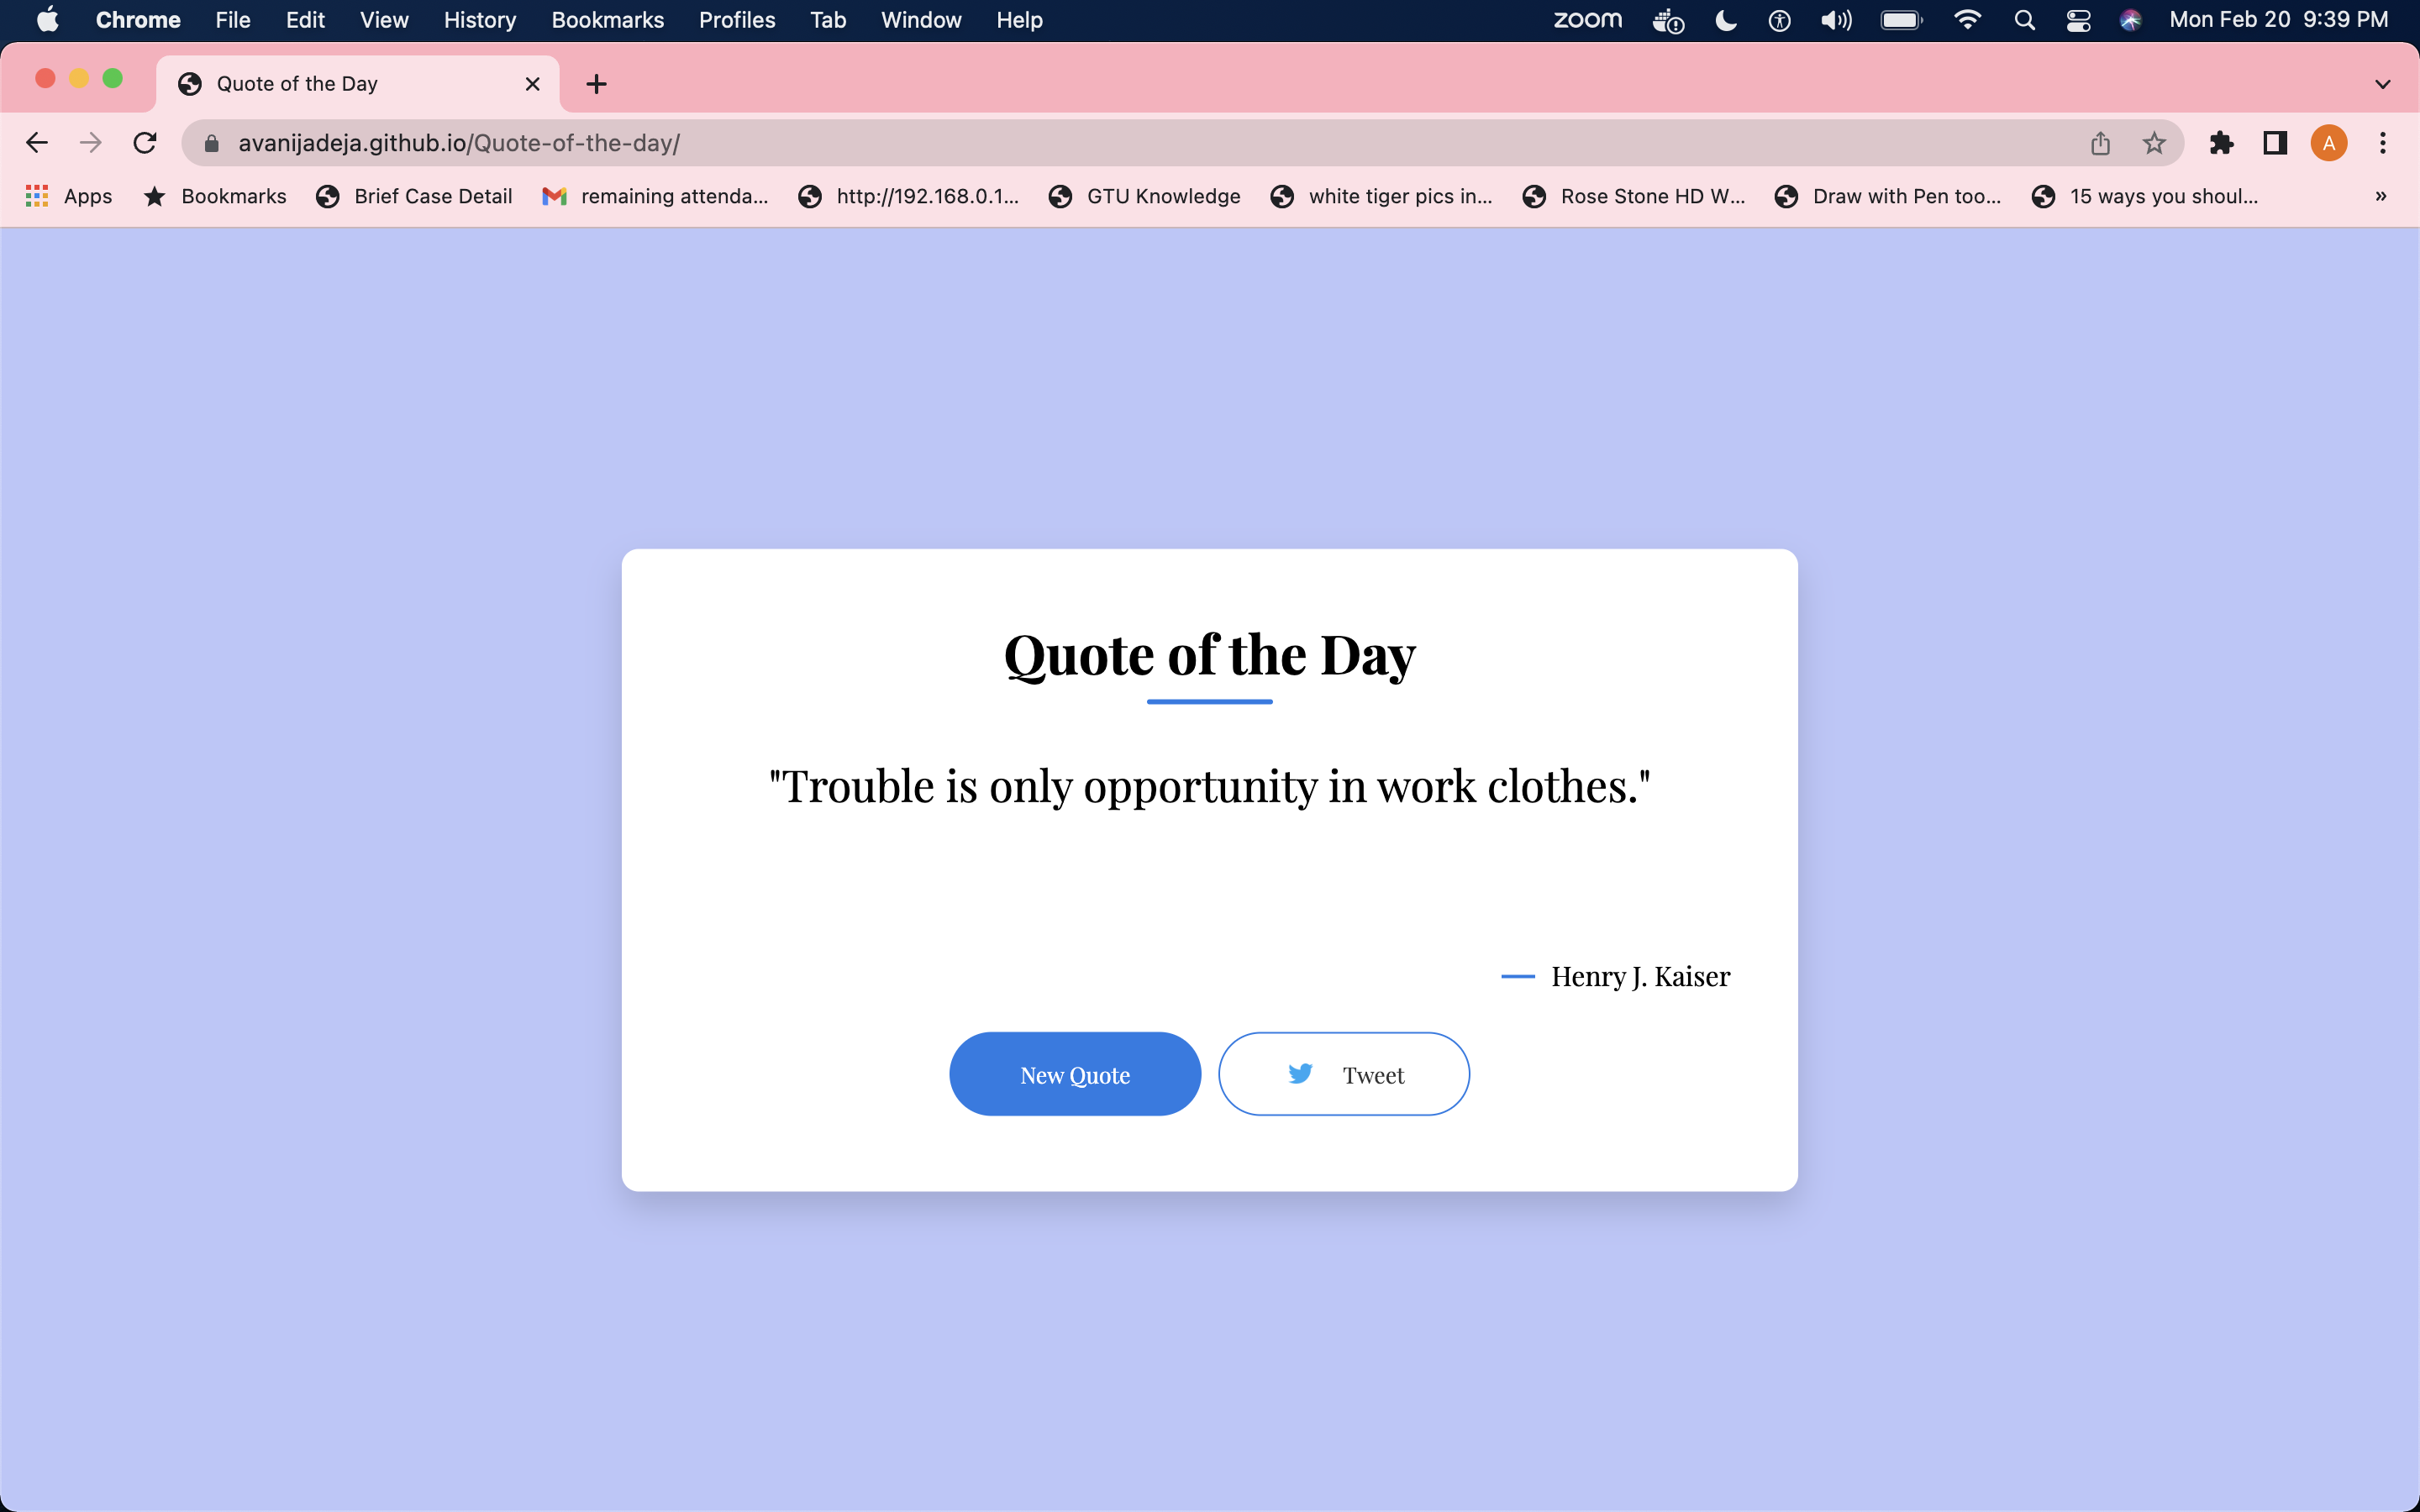 Chrome File Edit View History Bookmarks Profiles Tab Window Help zoom Mon Feb 20 9:39 PM
Quote of the Day
avanijadeja.github.io/Quote-of-the-day/ A
Apps Bookmarks Brief Case Detail remaining attenda... http://192.168.0.1... GTU Knowledge white tiger pics in... Rose Stone HD W... Draw with Pen too... 15 ways you shoul... »
Quote of the Day
"Trouble is only opportunity in work clothes."
Henry J. Kaiser
New Quote Tweet